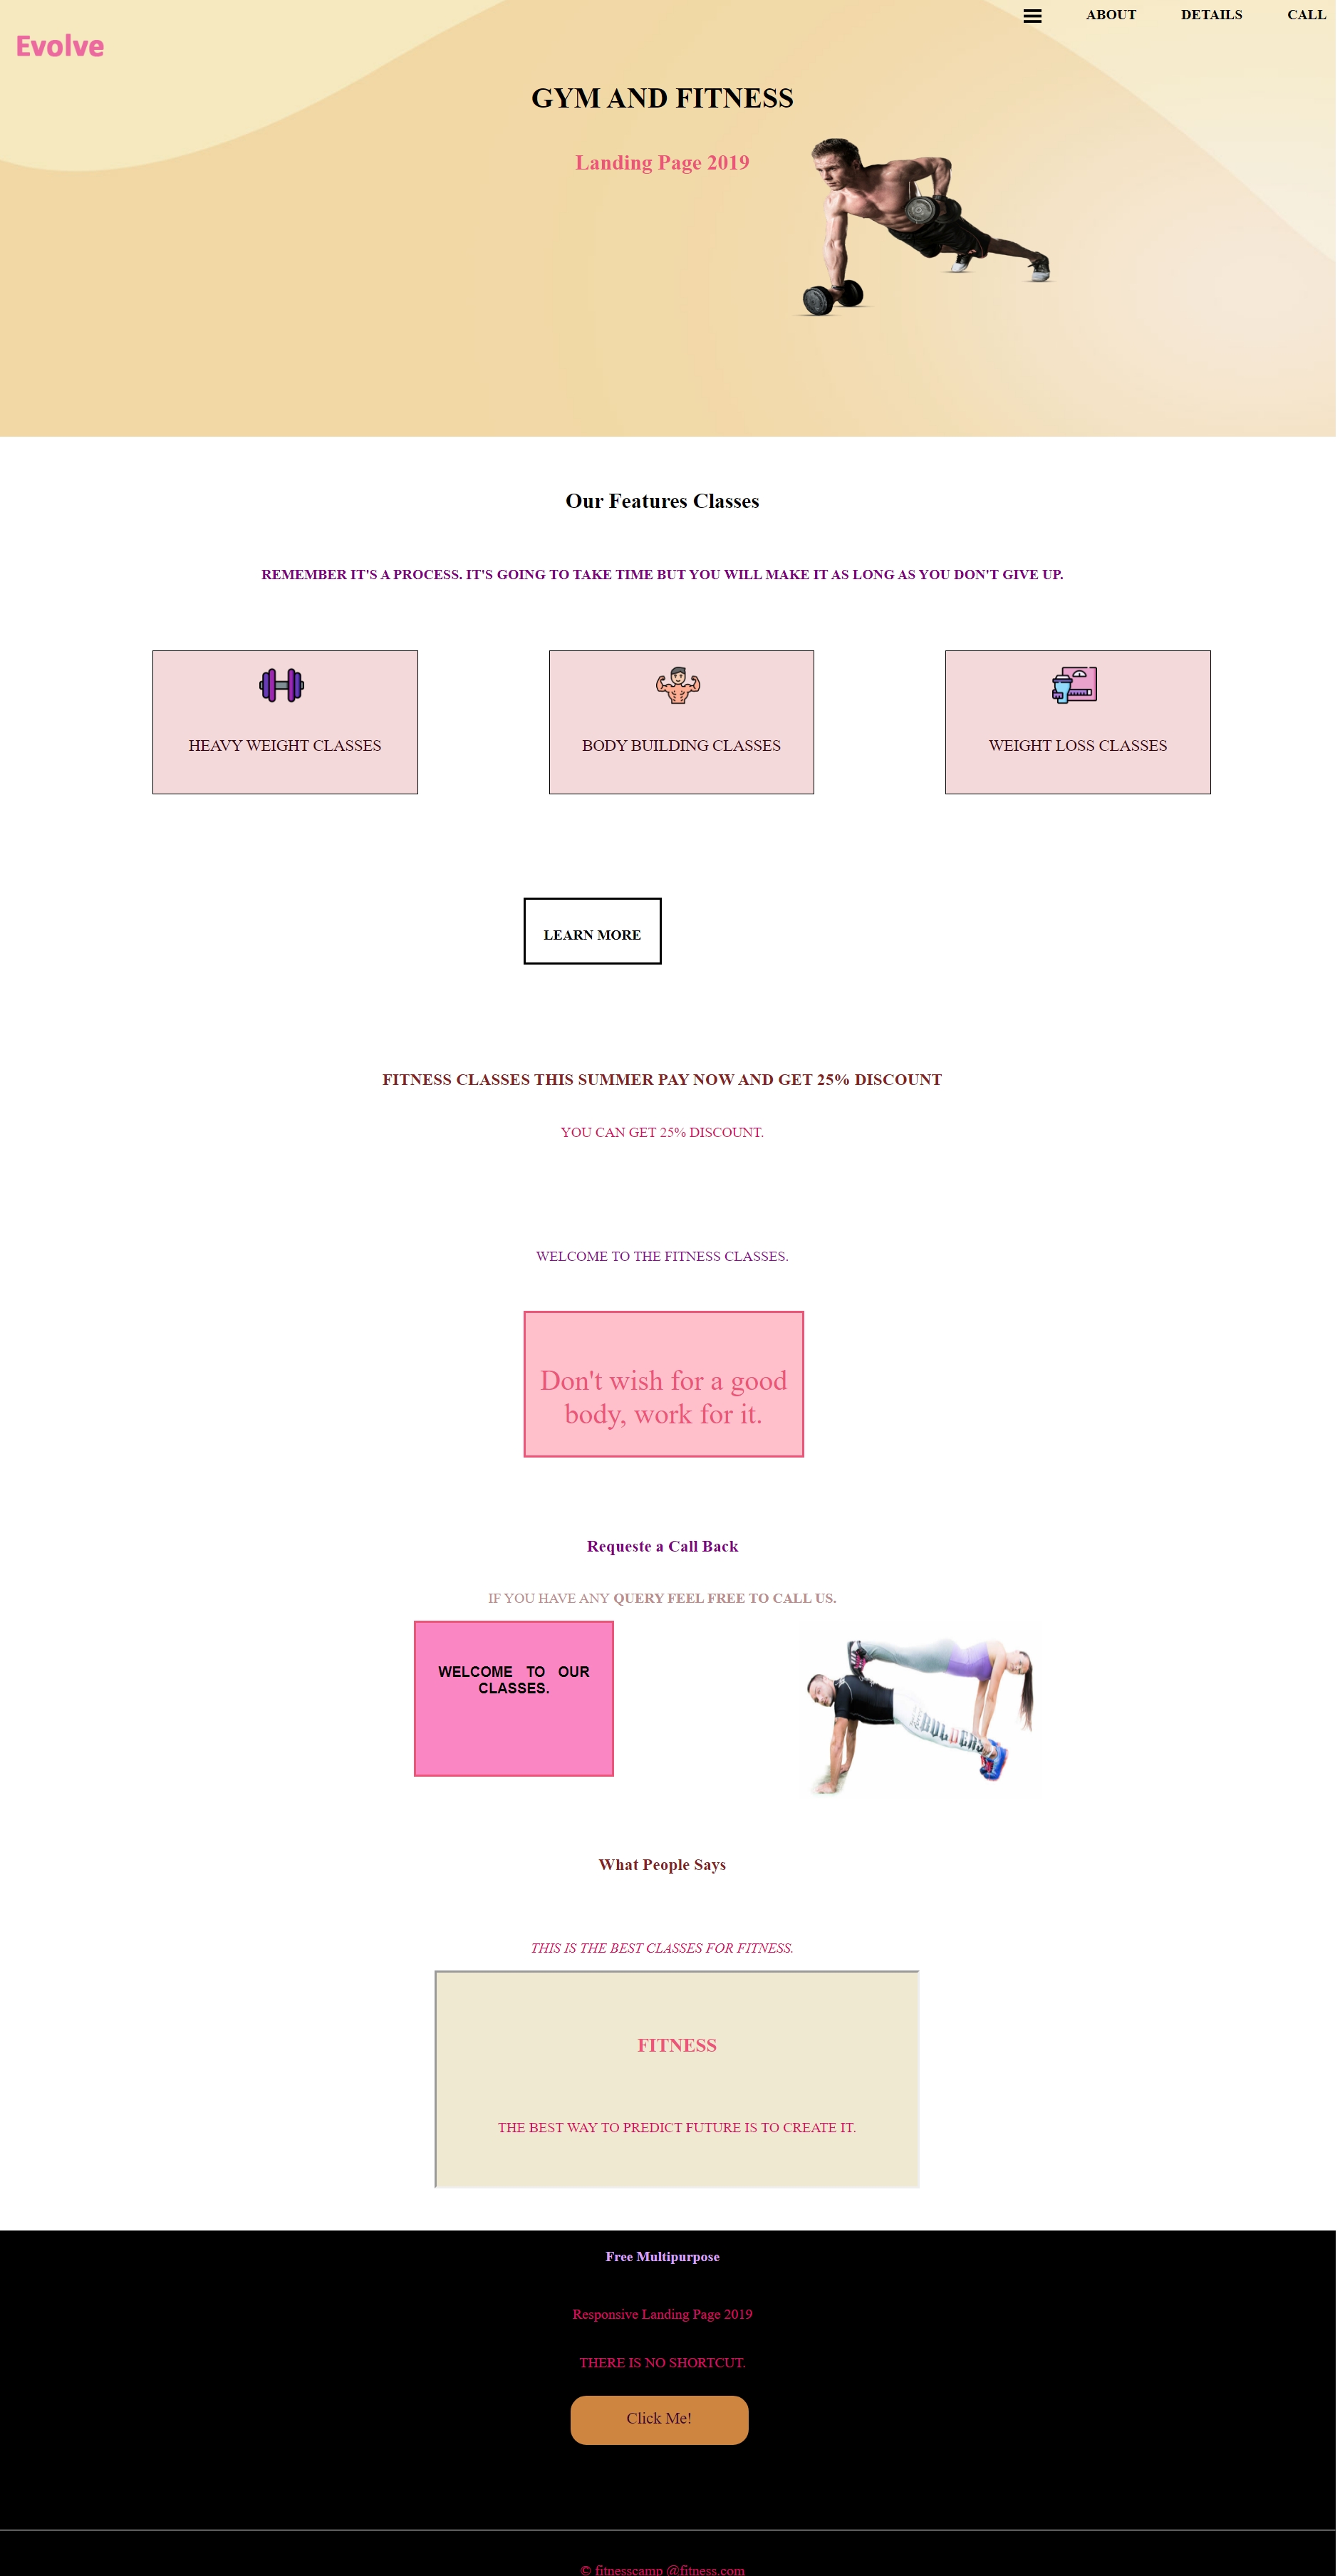 ABOUT DETAILS CALL
Evolve
GYM AND FITNESS
Landing Page 2019
Our Features Classes
REMEMBER IT'S A PROCESS. IT'S GOING TO TAKE TIME BUT YOU WILL MAKE IT AS LONG AS YOU DON'T GIVE UP.
HEAVY WEIGHT CLASSES
BODY BUILDING CLASSES
WEIGHT LOSS CLASSES
LEARN MORE
FITNESS CLASSES THIS SUMMER PAY NOW AND GET 25% DISCOUNT
YOU CAN GET 25% DISCOUNT.
WELCOME TO THE FITNESS CLASSES.
Don't wish for a good
body, work for it.
Requeste a Call Back
IF YOU HAVE ANY QUERY FEEL FREE TO CALL US.
WELCOME TO OUR
CLASSES.
What People Says
THIS IS THE BEST CLASSES FOR FITNESS.
FITNESS
THE BEST WAY TO PREDICT FUTURE IS TO CREATE IT.
Free Multipurpose
Responsive Landing Page 2019
THERE IS NO SHORTCUT.
Click Me!
© fitnesscamp @fitness.com